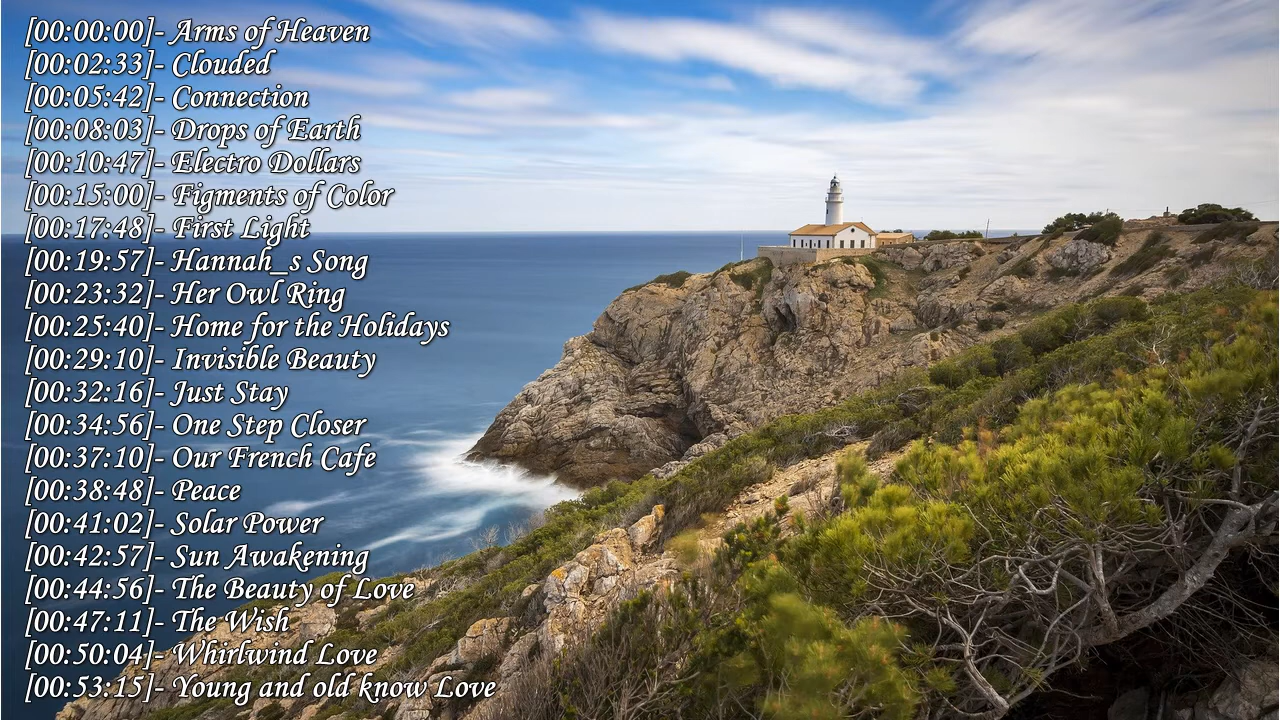 [00:00:00]- Arms of Heaven
[00:02:33]- Clouded
[00:05:42]- Connection
[00:08:03]- Drops of Earth
[00:10:47]- Electro Dollars
[00:15:00]- Figments of Color
[00:17:48]- First Light
[00:19:57]- Hannah_s Song
[00:23:32]- Her Owl Ring
[00:25:40]- Home for the Holidays
[00:29:10]- Invisible Beauty
[00:32:16]- Just Stay
[00:34:56]- One Step Closer
[00:37:10]- Our French Cafe
[00:38:48]- Peace
[00:41:02]- Solar Power
[00:42:57]- Sun Awakening
[00:44:56]- The Beauty of Love
[00:47:11]- The Wish
[00:50:04]- Whirlwind Love
[00:53:15]- Young and old know Love